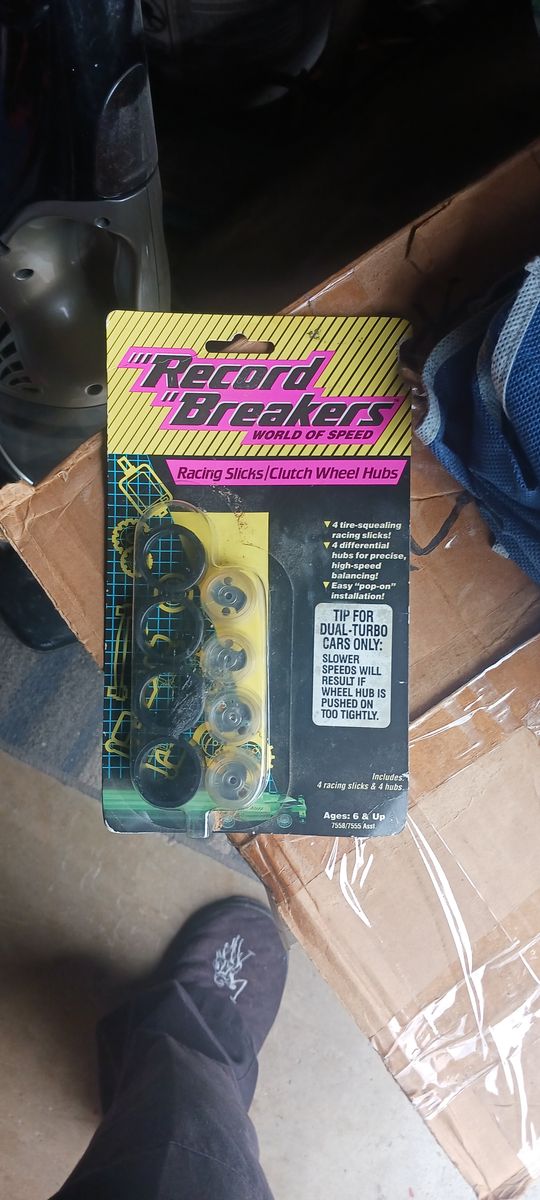 Record
Breakers
WORLD OF SPEED
Racing Slicks/Clutch Wheel Hubs
4 tire-squealing
racing slicks!
4 differential
hubs for precise,
high-speed
balancing!
Easy "pop-on"
installation!
TIP FOR
DUAL-TURBO
CARS ONLY:
SLOWER
SPEEDS WILL
RESULT IF
WHEEL HUB IS
PUSHED ON
TOO TIGHTLY.
Includes:
4 racing slicks & 4 hubs
Ages: 6 & Up
7558/7555 Asst.